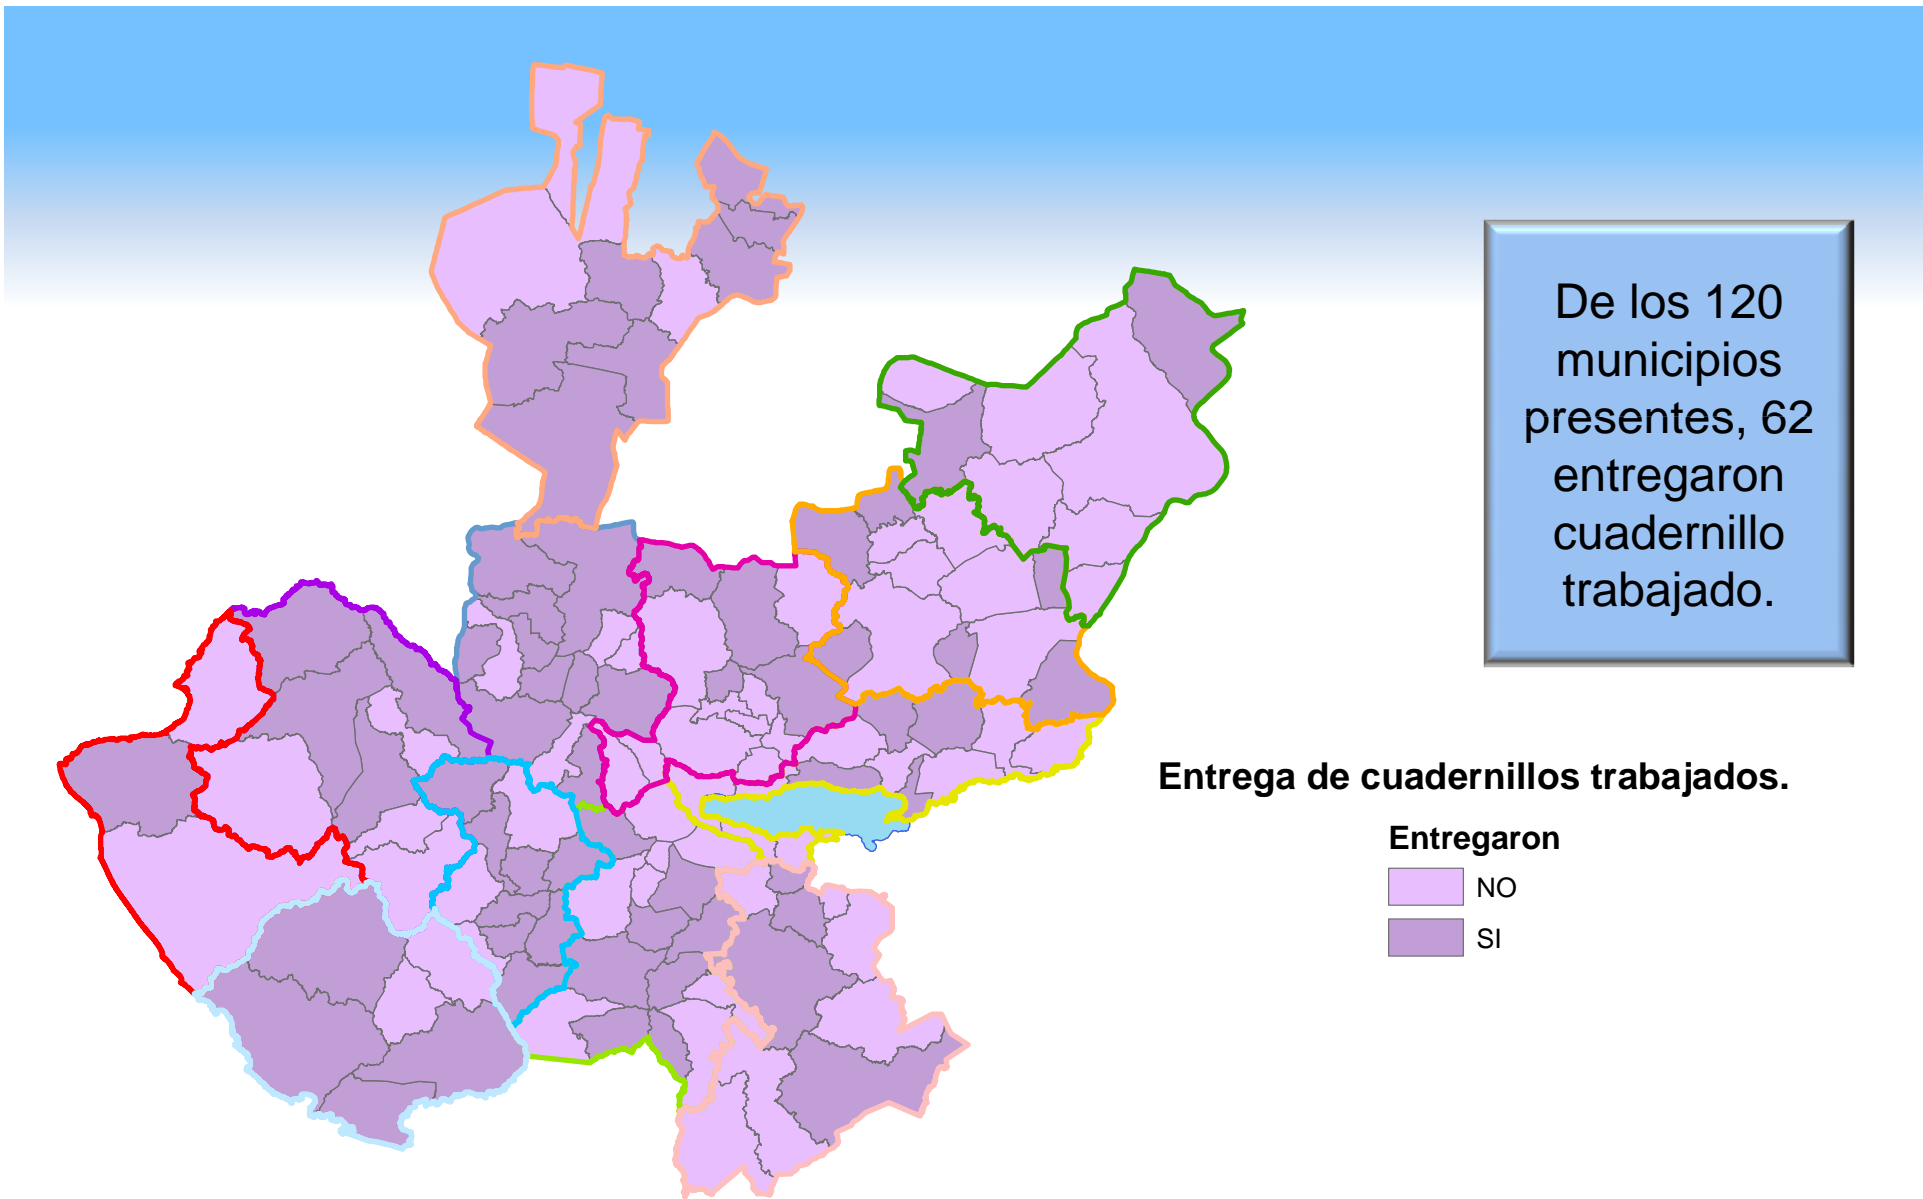 De los 120
municipios
presentes, 62
entregaron
cuadernillo
trabajado.
Entrega de cuadernillos trabajados.
Entregaron
NO
SI